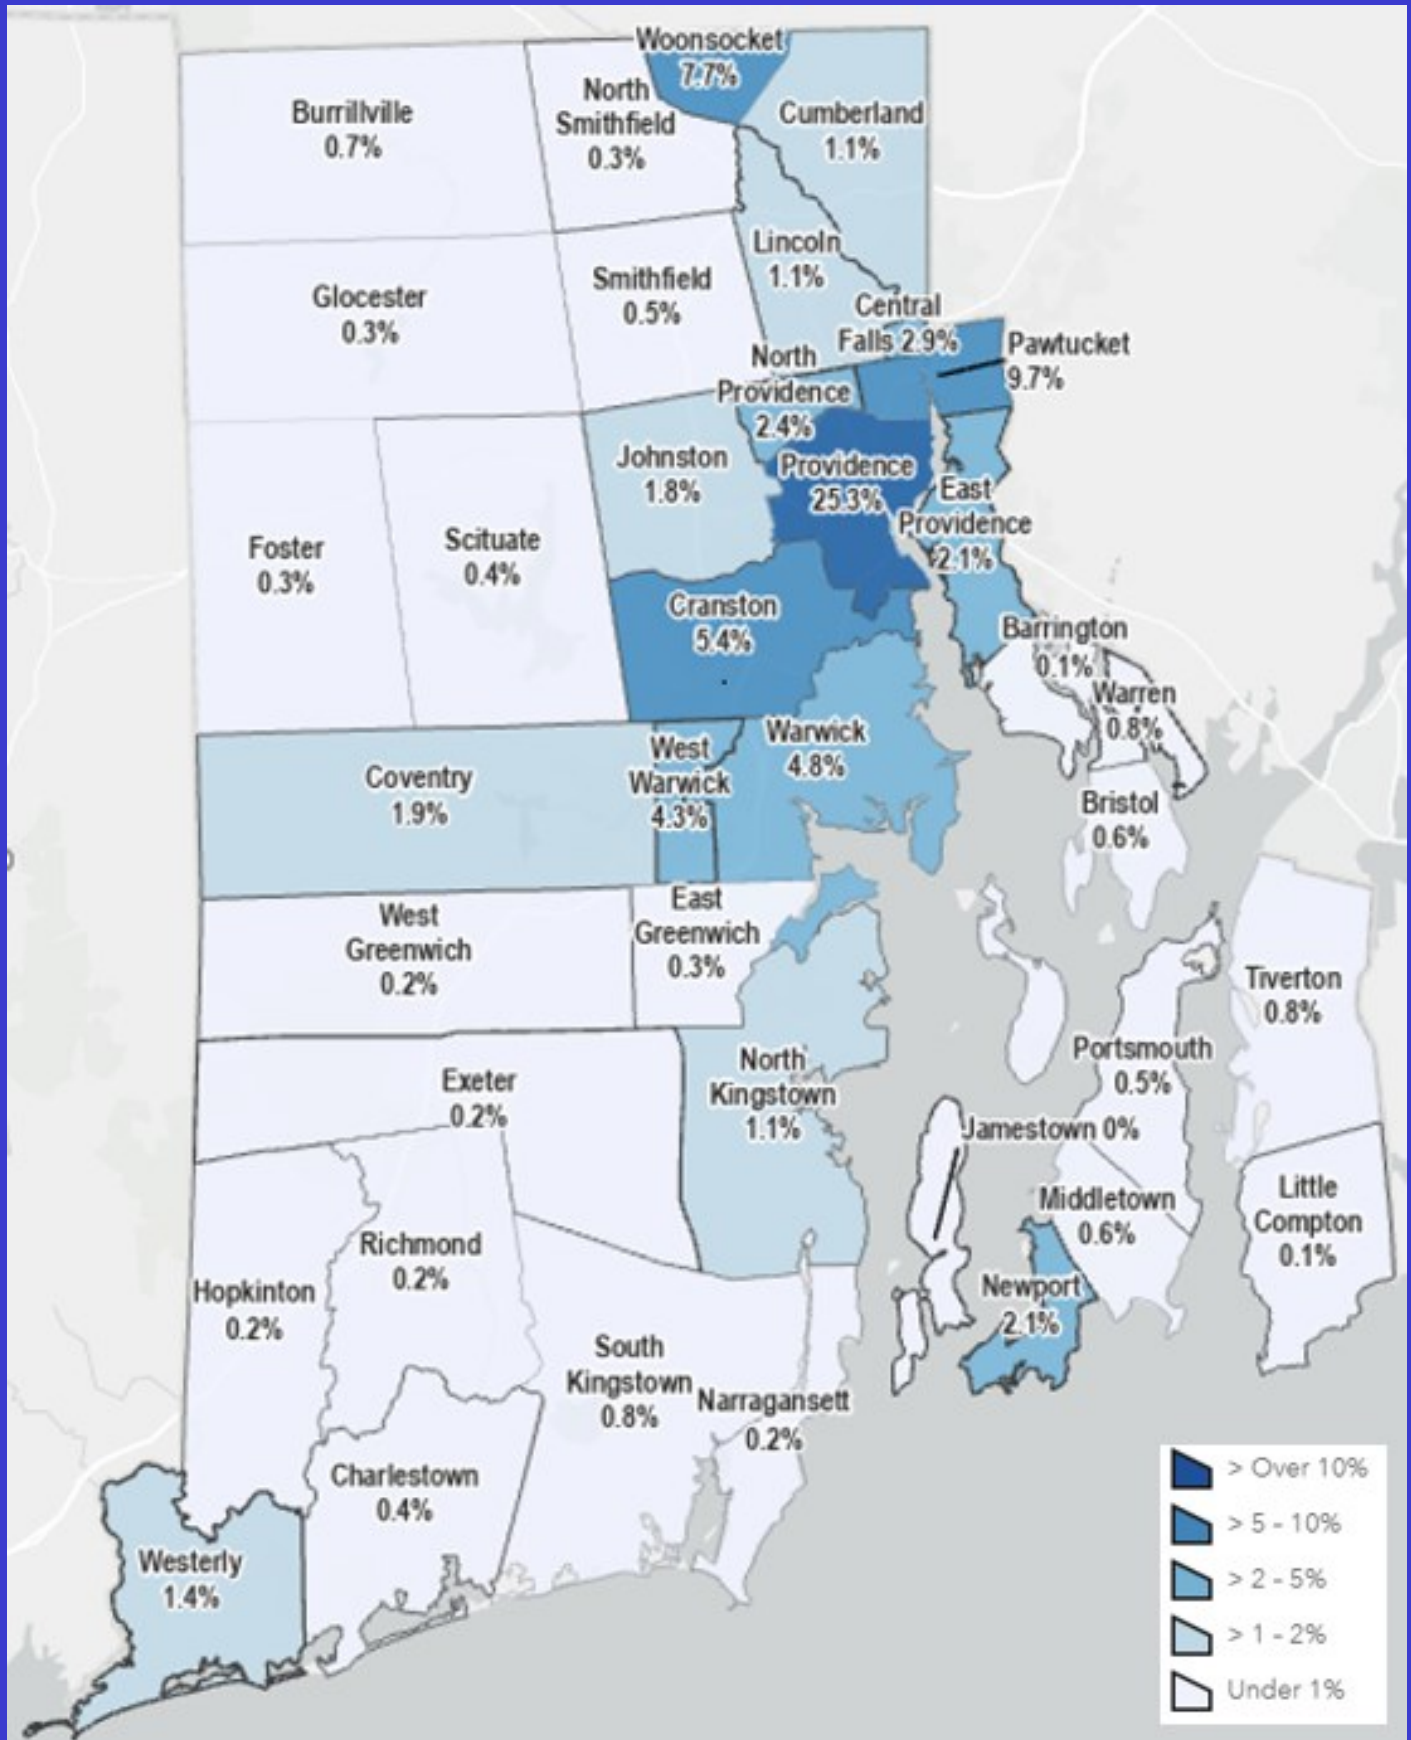 Woonsocket
7.7%
Burrillville
0.7%
North
Smithfield
0.3%
Cumberland
1.1%
Lincoln
1.1%
Glocester
0.3%
Smithfield
0.5%
Central
Falls 2.9%
Pawtucket
9.7%
North
Providence
2.4%
Johnston
1.8%
Providence
25.3%
East
Providence
2.1%
Foster
0.3%
Scituate
0.4%
Cranston
5.4%
Barrington
0.1%
Warren
0.8%
Coventry
1.9%
West
Warwick
4.3%
Warwick
4.8%
Bristol
0.6%
West
Greenwich
0.2%
East
Greenwich
0.3%
Tiverton
0.8%
Portsmouth
0.5%
Exeter
0.2%
North
Kingstown
1.1%
Jamestown 0%
Middletown
0.6%
Little
Compton
0.1%
Richmond
0.2%
Hopkinton
0.2%
Newport
2.1%
South
Kingstown
0.8%
Narragansett
0.2%
Charlestown
0.4%
Westerly
1.4%
> Over 10%
> 5 - 10%
> 2 - 5%
> 1 - 2%
Under 1%